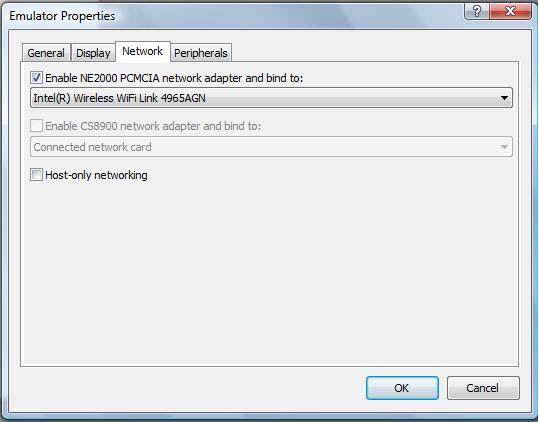 Emulator Properties
General Display Network Peripherals
Enable NE2000 PCMCIA network adapter and bind to:
Intel(R) Wireless WiFi Link 4965AGN
Enable CS8900 network adapter and bind to:
Connected network card
Host-only networking
OK Cancel